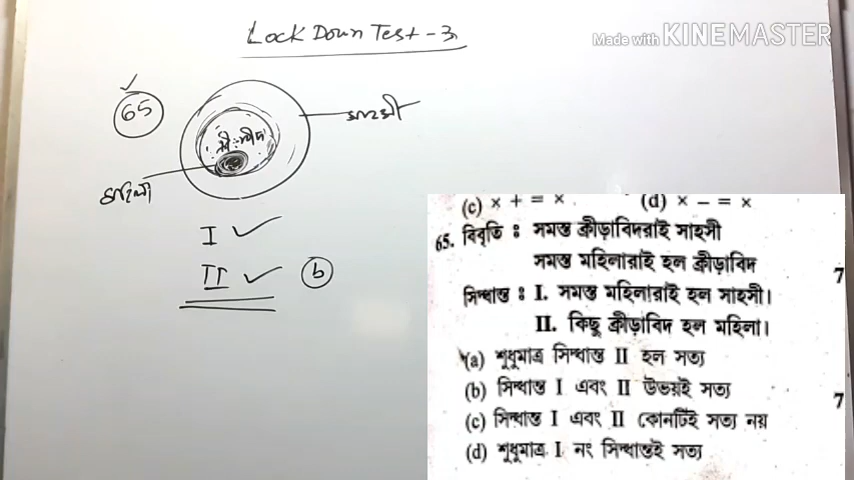 Lock Down Test - 3
Made with KINEMASTER
65
সাহসী
ক্রীড়াবিদ
মহিলা
I
II
b
(c) × + = × (d) × − = ×
65. বিবৃতি : সমস্ত ক্রীড়াবিদরাই সাহসী
সমস্ত মহিলারাই হল ক্রীড়াবিদ
7
সিদ্ধান্ত : I. সমস্ত মহিলারাই হল সাহসী।
II. কিছু ক্রীড়াবিদ হল মহিলা।
(a) শুধুমাত্র সিদ্ধান্ত II হল সত্য
(b) সিদ্ধান্ত I এবং II উভয়ই সত্য
7
(c) সিদ্ধান্ত I এবং II কোনটিই সত্য নয়
(d) শুধুমাত্র I নং সিদ্ধান্তই সত্য